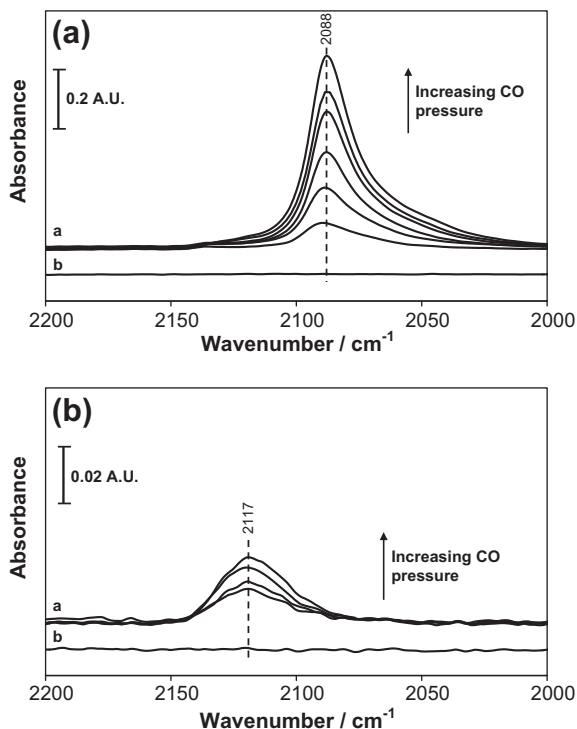 (a)
2088
0.2 A.U.
Increasing CO
pressure
Absorbance
a
b
2200 2150 2100 2050 2000
Wavenumber / cm⁻¹
(b)
0.02 A.U.
2117
Increasing CO
pressure
Absorbance
a
b
2200 2150 2100 2050 2000
Wavenumber / cm⁻¹